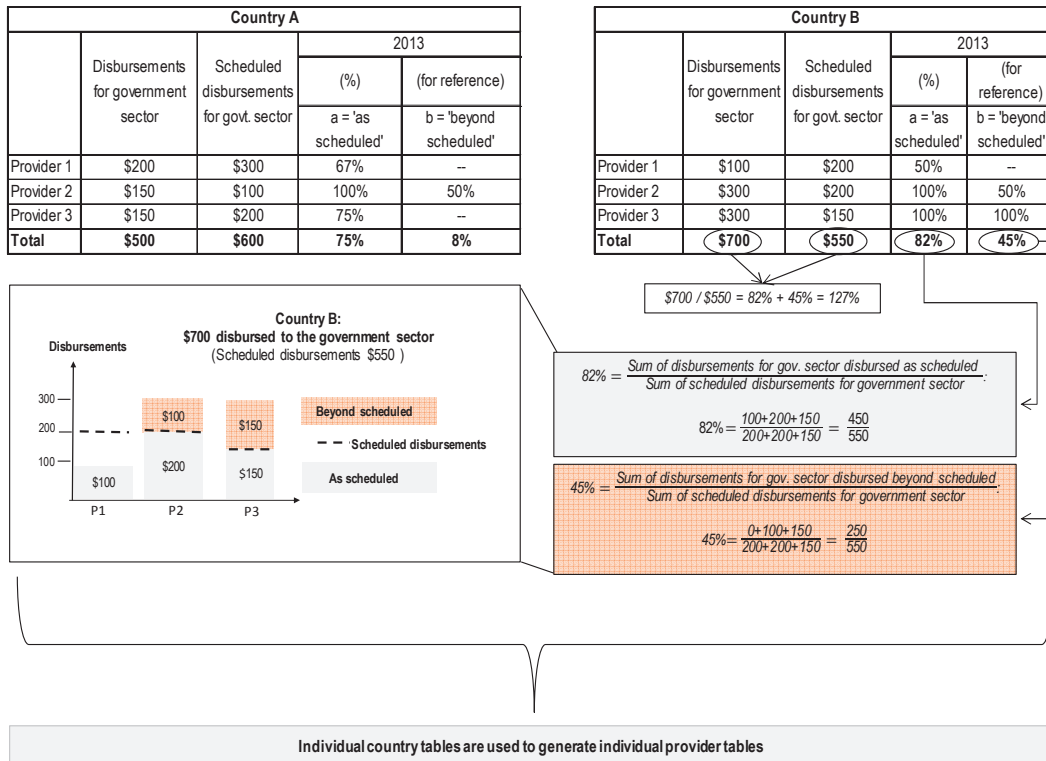 Country A
2013
Disbursements for government sector
Scheduled disbursements for govt. sector
(%)
(for reference)
a = 'as scheduled'
b = 'beyond scheduled'
Provider 1 $200 $300 67% --
Provider 2 $150 $100 100% 50%
Provider 3 $150 $200 75% --
Total $500 $600 75% 8%
Country B
2013
Disbursements for government sector
Scheduled disbursements for govt. sector
(%)
(for reference)
a = 'as scheduled'
b = 'beyond scheduled'
Provider 1 $100 50% --
Provider 2 $300 $200 100% 50%
Provider 3 $300 $150 100% 100%
Total $700 $550 82% 45%
$700 / $550 = 82% + 45% = 127%
Country B:
$700 disbursed to the government sector
(Scheduled disbursements $550 )
Disbursements
300
200
100
$100
$100
$200
$150
$150
P1 P2 P3
Beyond scheduled
Scheduled disbursements
As scheduled
82% = Sum of disbursements for gov. sector disbursed as scheduled
Sum of scheduled disbursements for government sector :
82%= 100+200+150 = 450
200+200+150 550
45% = Sum of disbursements for gov. sector disbursed beyond scheduled
Sum of scheduled disbursements for government sector :
45%= 0+100+150 = 250
200+200+150 550
Individual country tables are used to generate individual provider tables